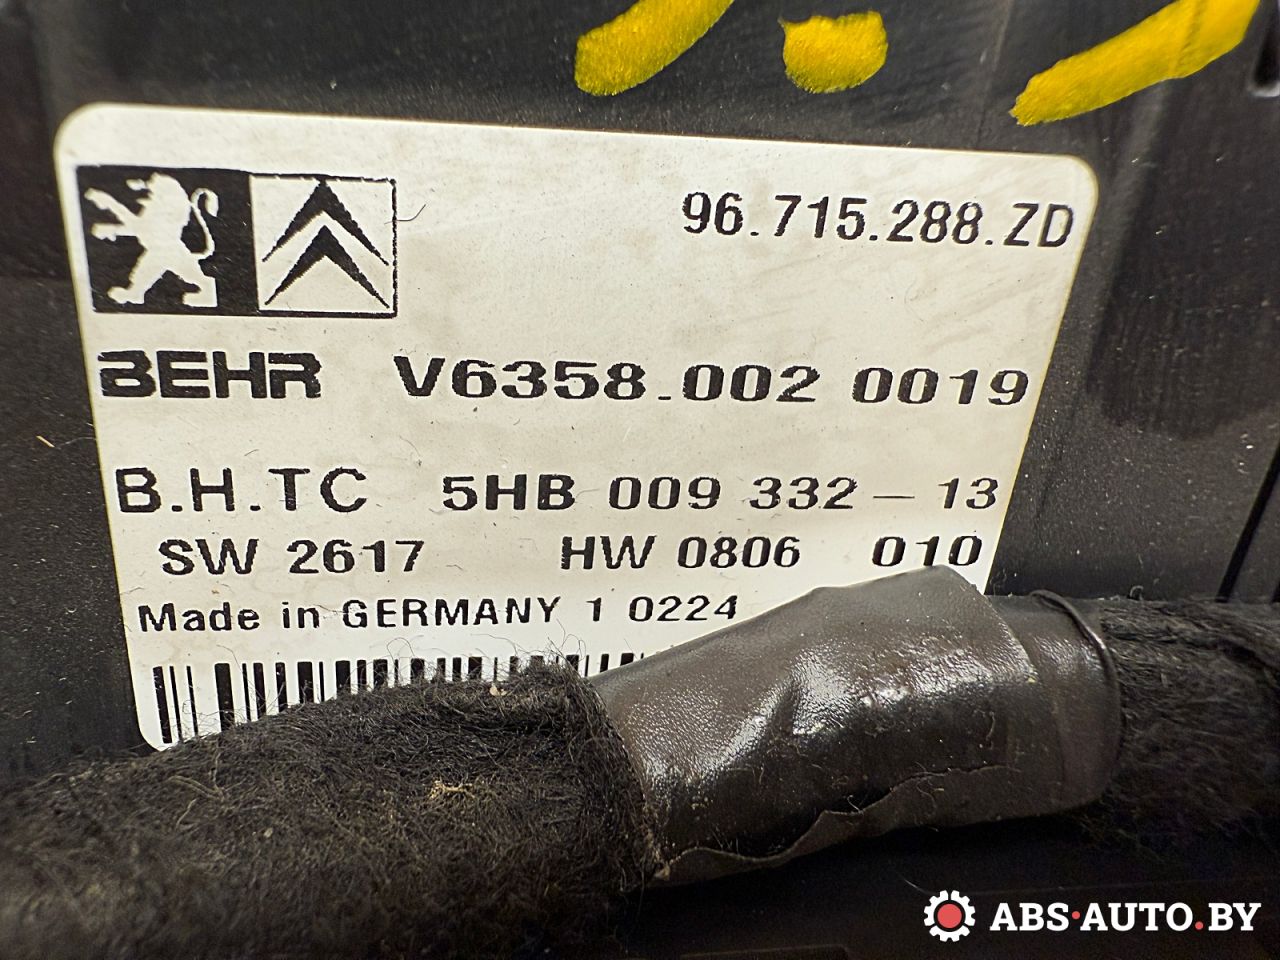 96.715.288.ZD
BEHR V6358.002 0019
B.H.TC 5HB 009 332-13
SW 2617 HW 0806 010
Made in GERMANY 1 0224
ABS·AUTO.BY